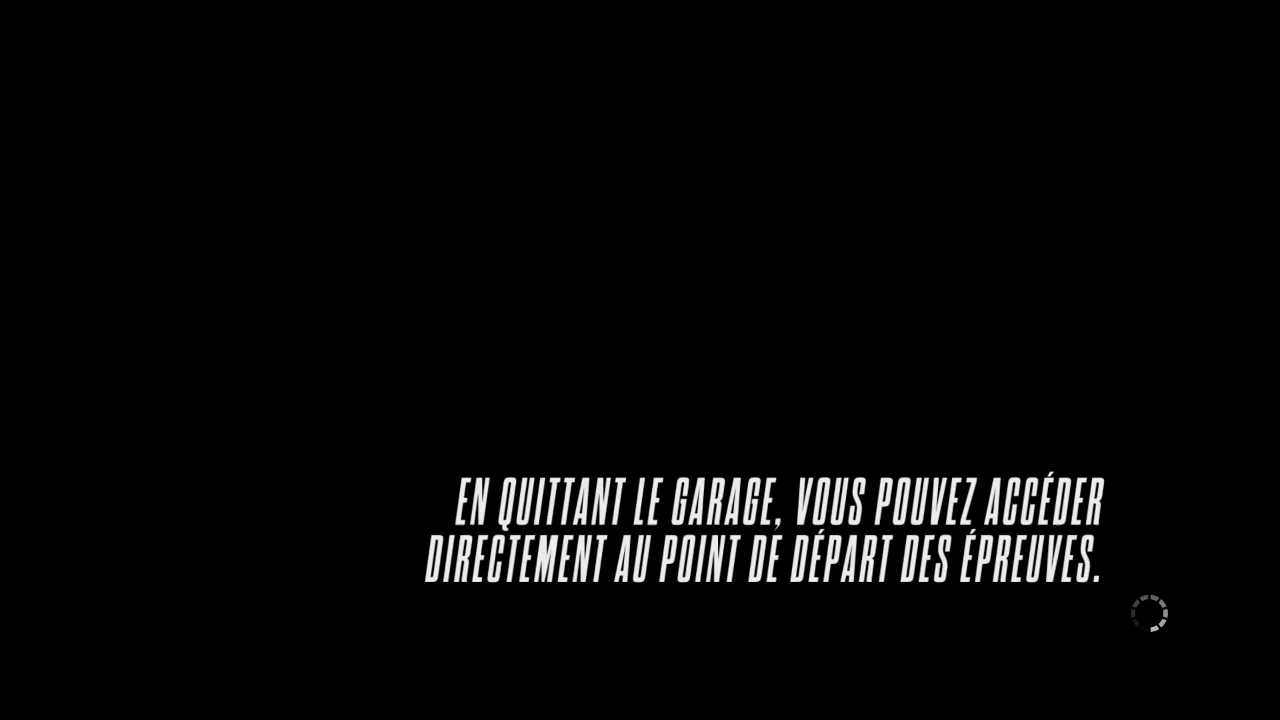 EN QUITTANT LE GARAGE, VOUS POUVEZ ACCÉDER
DIRECTEMENT AU POINT DE DÉPART DES ÉPREUVES.